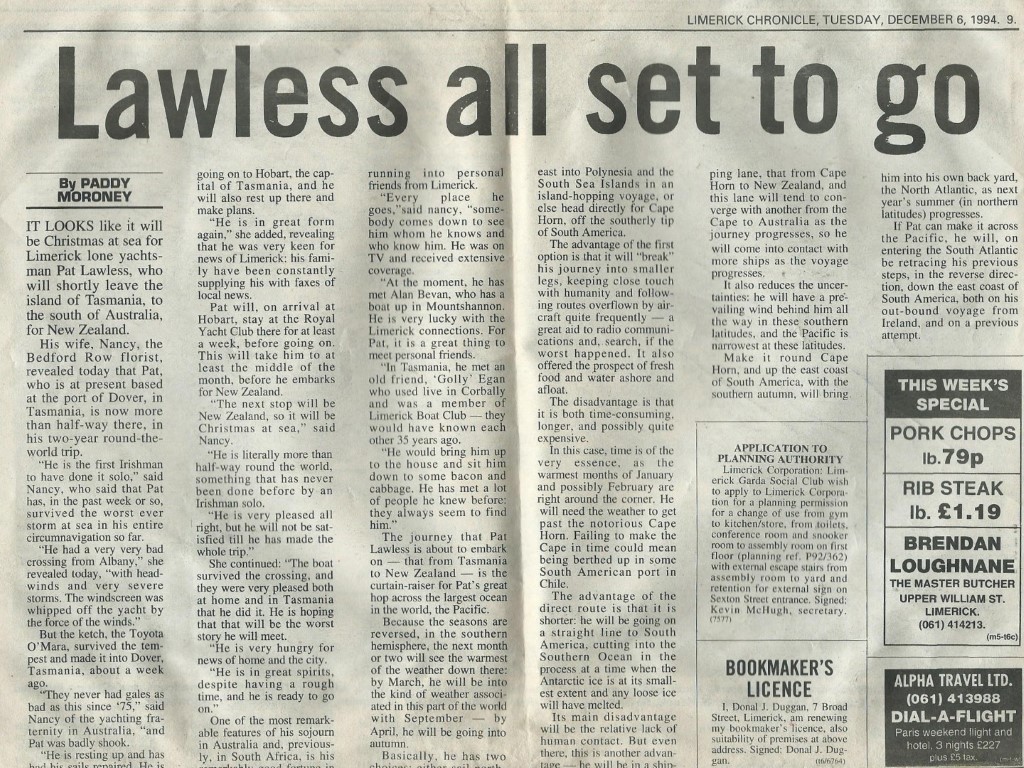 LIMERICK CHRONICLE, TUESDAY, DECEMBER 6, 1994. 9.
Lawless all set to go
By PADDY
MORONEY
IT LOOKS like it will
be Christmas at sea for
Limerick lone yachts-
man Pat Lawless, who
will shortly leave the
island of Tasmania, to
the south of Australia,
for New Zealand.
His wife, Nancy, the
Bedford Row florist,
revealed today that Pat,
who is at present based
at the port of Dover, in
Tasmania, is now more
than half-way there, in
his two-year round-the-
world trip.
"He is the first Irishman
to have done it solo," said
Nancy, who said that Pat
has, in the past week or so,
survived the worst ever
storm at sea in his entire
circumnavigation so far.
"He had a very very bad
crossing from Albany," she
revealed today, "with head-
winds and very severe
storms. The windscreen was
whipped off the yacht by
the force of the winds."
But the ketch, the Toyota
O'Mara, survived the tem-
pest and made it into Dover,
Tasmania, about a week
ago.
"They never had gales as
bad as this since '75," said
Nancy of the yachting fra-
ternity in Australia, "and
Pat was badly shook.
"He is resting up and has
had his sails repaired. He is
going on to Hobart, the cap-
ital of Tasmania, and he
will also rest up there and
make plans.
"He is in great form
again," she added, revealing
that he was very keen for
news of Limerick: his fami-
ly have been constantly
supplying his with faxes of
local news.
Pat will, on arrival at
Hobart, stay at the Royal
Yacht Club there for at least
a week, before going on.
This will take him to at
least the middle of the
month, before he embarks
for New Zealand.
"The next stop will be
New Zealand, so it will be
Christmas at sea," said
Nancy.
"He is literally more than
half-way round the world,
something that has never
been done before by an
Irishman solo.
"He is very pleased all
right, but he will not be sat-
isfied till he has made the
whole trip."
She continued: "The boat
survived the crossing, and
they were very pleased both
at home and in Tasmania
that he did it. He is hoping
that that will be the worst
story he will meet.
"He is very hungry for
news of home and the city.
"He is in great spirits,
despite having a rough
time, and he is ready to go
on."
One of the most remark-
able features of his sojourn
in Australia and, previous-
ly, in South Africa, is his
remarkably good fortune in
running into personal
friends from Limerick.
"Every place he
goes,"said nancy, "some-
body comes down to see
him whom he knows and
who know him. He was on
TV and received extensive
coverage.
"At the moment, he has
met Alan Bevan, who has a
boat up in Mountshannon.
He is very lucky with the
Limerick connections. For
Pat, it is a great thing to
meet personal friends.
"In Tasmania, he met an
old friend, 'Golly' Egan
who used live in Corbally
and was a member of
Limerick Boat Club — they
would have known each
other 35 years ago.
"He would bring him up
to the house and sit him
down to some bacon and
cabbage. He has met a lot
of people he knew before:
they always seem to find
him."
The journey that Pat
Lawless is about to embark
on — that from Tasmania
to New Zealand — is the
curtain-raiser for Pat's great
hop across the largest ocean
in the world, the Pacific.
Because the seasons are
reversed, in the southern
hemisphere, the next month
or two will see the warmest
of the weather down there:
by March, he will be into
the kind of weather associ-
ated in this part of the world
with September — by
April, he will be going into
autumn.
Basically, he has two
choices: either sail north
east into Polynesia and the
South Sea Islands in an
island-hopping voyage, or
else head directly for Cape
Horn, off the southerly tip
of South America.
The advantage of the first
option is that it will "break"
his journey into smaller
legs, keeping close touch
with humanity and follow-
ing routes overflown by air-
craft quite frequently — a
great aid to radio communi-
cations and, search, if the
worst happened. It also
offered the prospect of fresh
food and water ashore and
afloat.
The disadvantage is that
it is both time-consuming,
longer, and possibly quite
expensive.
In this case, time is of the
very essence, as the
warmest months of January
and possibly February are
right around the corner. He
will need the weather to get
past the notorious Cape
Horn. Failing to make the
Cape in time could mean
being berthed up in some
South American port in
Chile.
The advantage of the
direct route is that it is
shorter: he will be going on
a straight line to South
America, cutting into the
Southern Ocean in the
process at a time when the
Antarctic ice is at its small-
est extent and any loose ice
will have melted.
Its main disadvantage
will be the relative lack of
human contact. But even
there, this is another advan-
tage — he will be in a ship-
ping lane, that from Cape
Horn to New Zealand, and
this lane will tend to con-
verge with another from the
Cape to Australia as the
journey progresses, so he
will come into contact with
more ships as the voyage
progresses.
It also reduces the uncer-
tainties: he will have a pre-
vailing wind behind him all
the way in these southern
latitudes, and the Pacific is
narrowest at these latitudes.
Make it round Cape
Horn, and up the east coast
of South America, with the
southern autumn, will bring
him into his own back yard,
the North Atlantic, as next
year's summer (in northern
latitudes) progresses.
If Pat can make it across
the Pacific, he will, on
entering the South Atlantic
be retracing his previous
steps, in the reverse direc-
tion, down the east coast of
South America, both on his
out-bound voyage from
Ireland, and on a previous
attempt.
APPLICATION TO
PLANNING AUTHORITY
Limerick Corporation: Lim-
erick Garda Social Club wish
to apply to Limerick Corpora-
tion for a planning permission
for a change of use from gym
to kitchen/store, from toilets,
conference room and snooker
room to assembly room on first
floor (planning ref. P92/362)
with external escape stairs from
assembly room to yard and
retention for external sign on
Sexton Street entrance. Signed:
Kevin McHugh, secretary.
(7577)
BOOKMAKER'S
LICENCE
I, Donal J. Duggan, 7 Broad
Street, Limerick, am renewing
my bookmaker's licence, also
suitability of premises at above
address. Signed: Donal J. Dug-
gan.
THIS WEEK'S
SPECIAL
PORK CHOPS
lb.79p
RIB STEAK
lb. £1.19
BRENDAN
LOUGHNANE
THE MASTER BUTCHER
UPPER WILLIAM ST.
LIMERICK.
(061) 414213.
(m5-t6c)
ALPHA TRAVEL LTD.
(061) 413988
DIAL-A-FLIGHT
Paris weekend flight and
hotel, 3 nights £227
plus £5 tax.